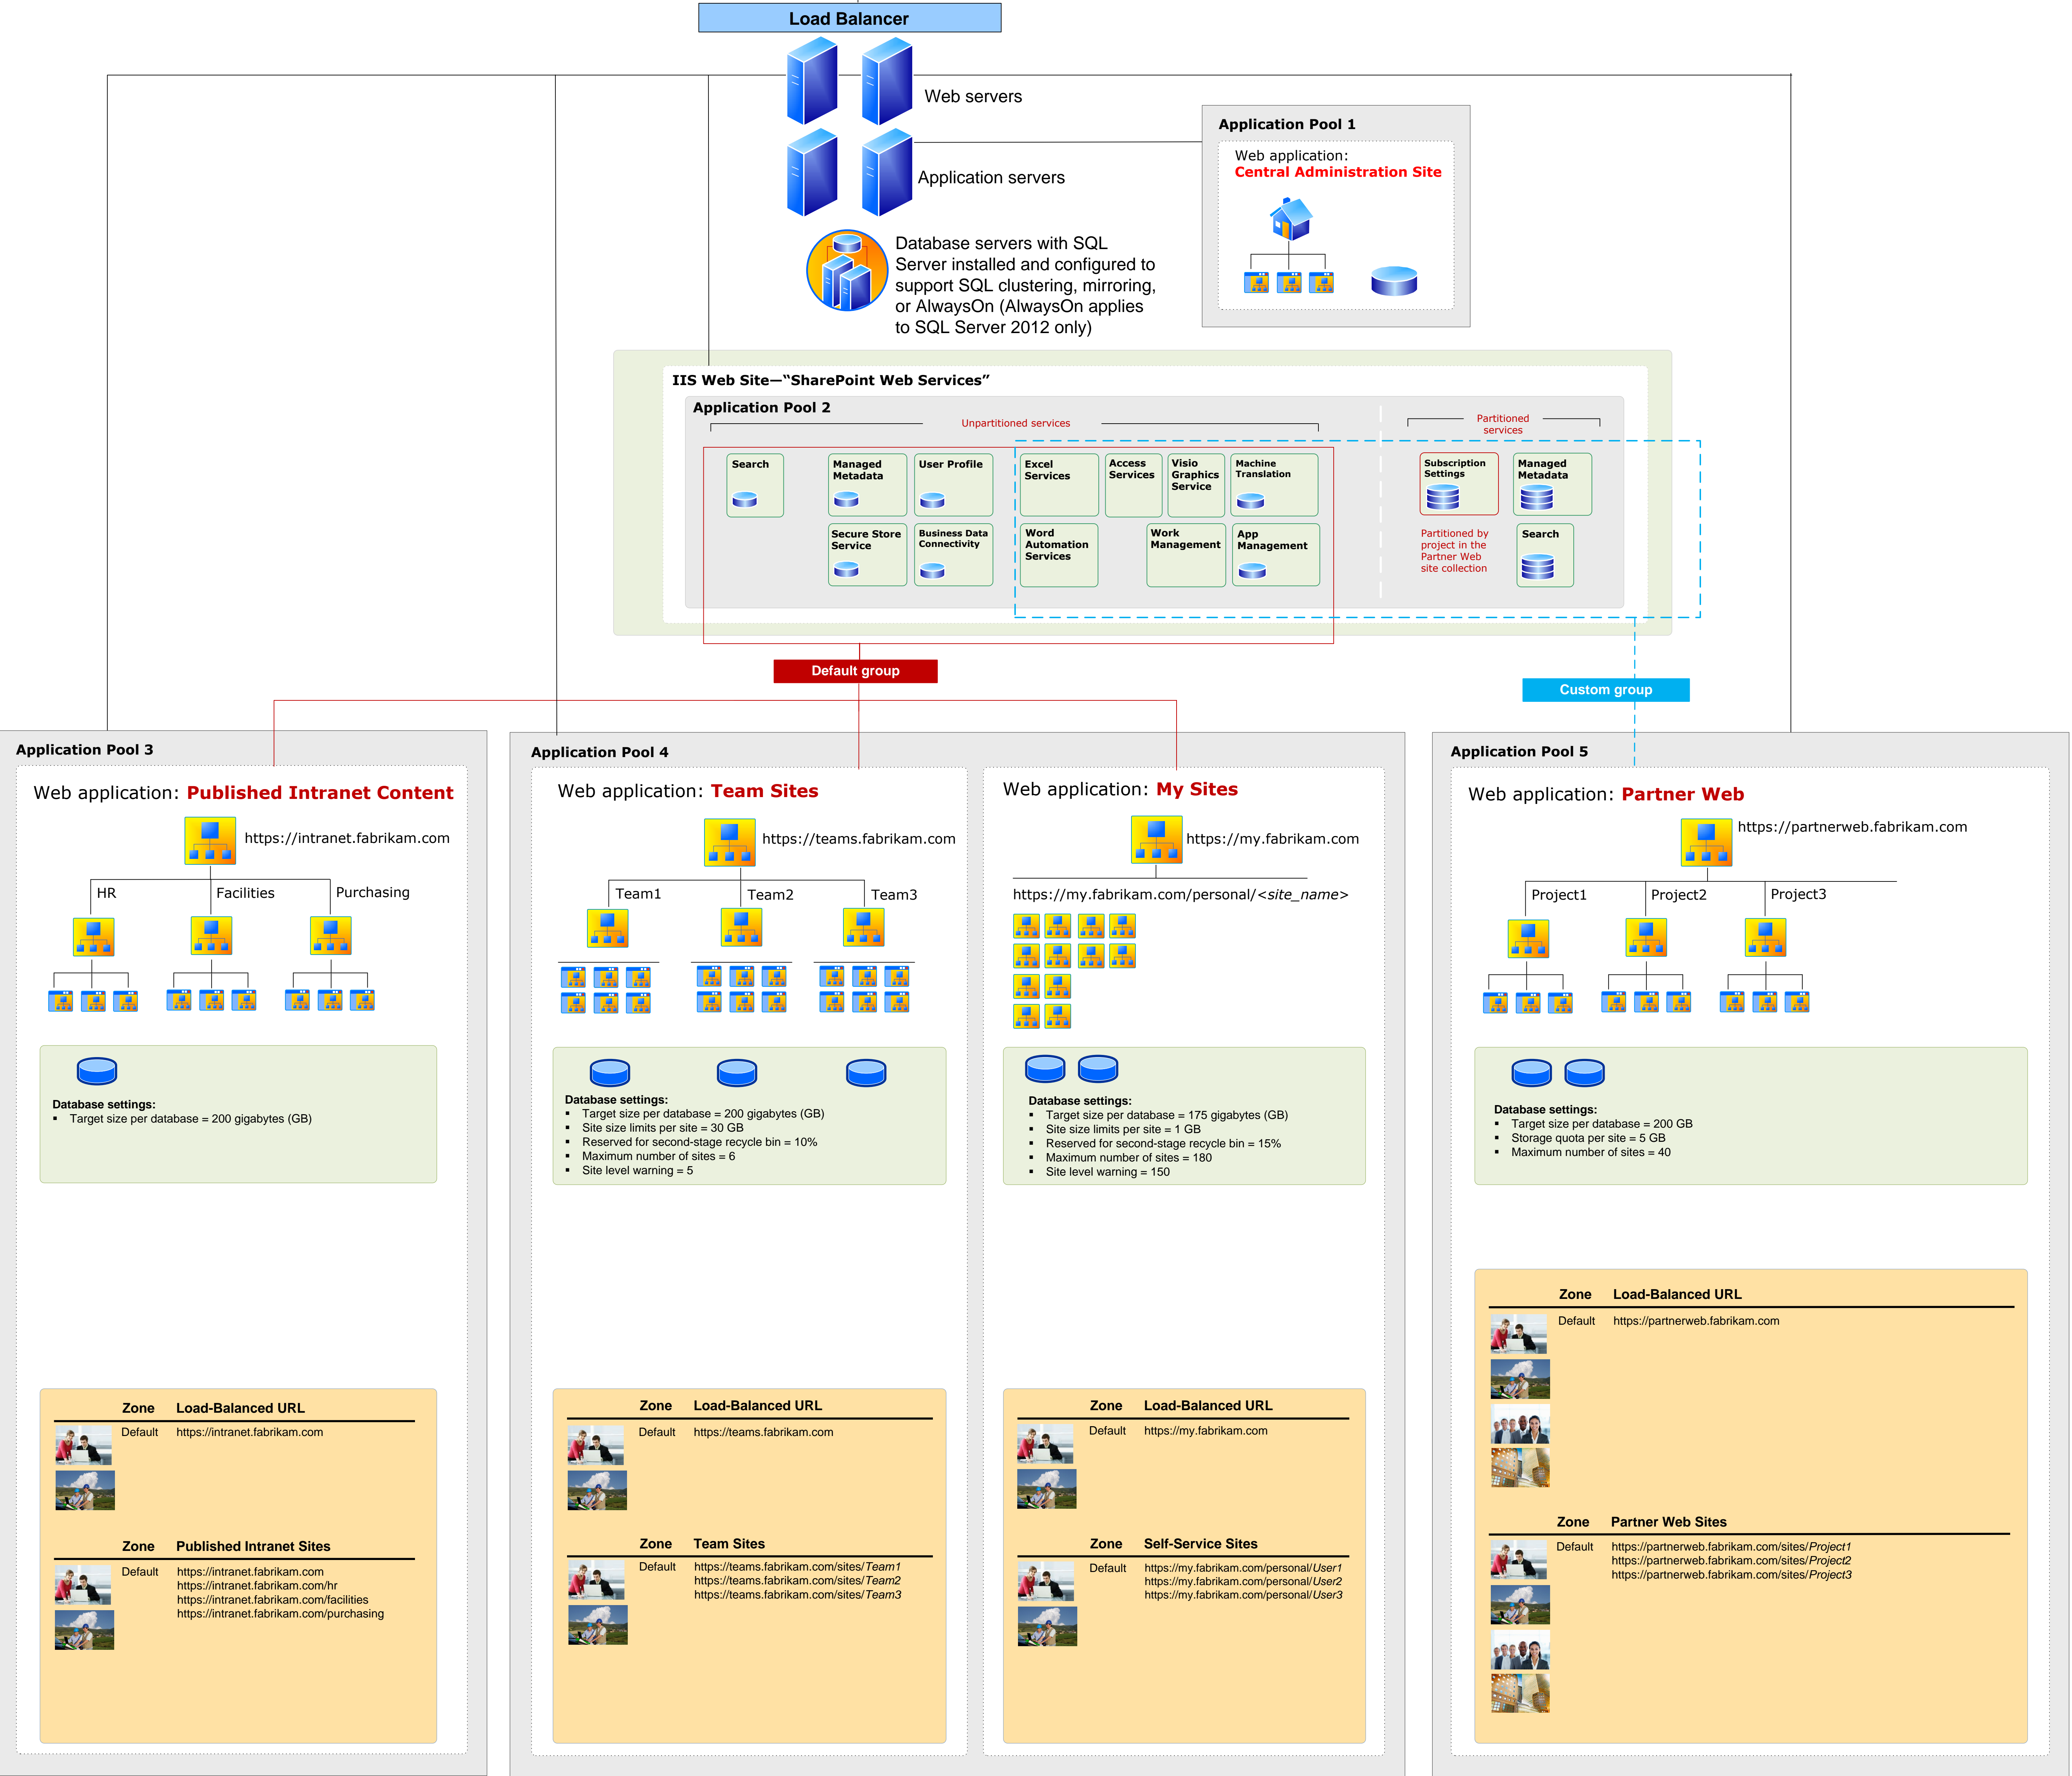 Load Balancer
Web servers
Application servers
Database servers with SQL
Server installed and configured to
support SQL clustering, mirroring,
or AlwaysOn (AlwaysOn applies
to SQL Server 2012 only)
Application Pool 1
Web application:
Central Administration Site
IIS Web Site—“SharePoint Web Services”
Application Pool 2
Unpartitioned services
Partitioned
services
Search
Managed
Metadata
User Profile
Excel
Services
Access
Services
Visio
Graphics
Service
Machine
Translation
Subscription
Settings
Managed
Metadata
Secure Store
Service
Business Data
Connectivity
Word
Automation
Services
Work
Management
App
Management
Partitioned by
project in the
Partner Web
site collection
Search
Default group
Custom group
Application Pool 3
Web application: Published Intranet Content
https://intranet.fabrikam.com
HR
Facilities
Purchasing
Database settings:
▪ Target size per database = 200 gigabytes (GB)
Zone Load-Balanced URL
Default https://intranet.fabrikam.com
Zone Published Intranet Sites
Default https://intranet.fabrikam.com
https://intranet.fabrikam.com/hr
https://intranet.fabrikam.com/facilities
https://intranet.fabrikam.com/purchasing
Application Pool 4
Web application: Team Sites
https://teams.fabrikam.com
Team1
Team2
Team3
Database settings:
▪ Target size per database = 200 gigabytes (GB)
▪ Site size limits per site = 30 GB
▪ Reserved for second-stage recycle bin = 10%
▪ Maximum number of sites = 6
▪ Site level warning = 5
Zone Load-Balanced URL
Default https://teams.fabrikam.com
Zone Team Sites
Default https://teams.fabrikam.com/sites/Team1
https://teams.fabrikam.com/sites/Team2
https://teams.fabrikam.com/sites/Team3
Web application: My Sites
https://my.fabrikam.com
https://my.fabrikam.com/personal/<site_name>
Database settings:
▪ Target size per database = 175 gigabytes (GB)
▪ Site size limits per site = 1 GB
▪ Reserved for second-stage recycle bin = 15%
▪ Maximum number of sites = 180
▪ Site level warning = 150
Zone Load-Balanced URL
Default https://my.fabrikam.com
Zone Self-Service Sites
Default https://my.fabrikam.com/personal/User1
https://my.fabrikam.com/personal/User2
https://my.fabrikam.com/personal/User3
Application Pool 5
Web application: Partner Web
https://partnerweb.fabrikam.com
Project1
Project2
Project3
Database settings:
▪ Target size per database = 200 GB
▪ Storage quota per site = 5 GB
▪ Maximum number of sites = 40
Zone Load-Balanced URL
Default https://partnerweb.fabrikam.com
Zone Partner Web Sites
Default https://partnerweb.fabrikam.com/sites/Project1
https://partnerweb.fabrikam.com/sites/Project2
https://partnerweb.fabrikam.com/sites/Project3